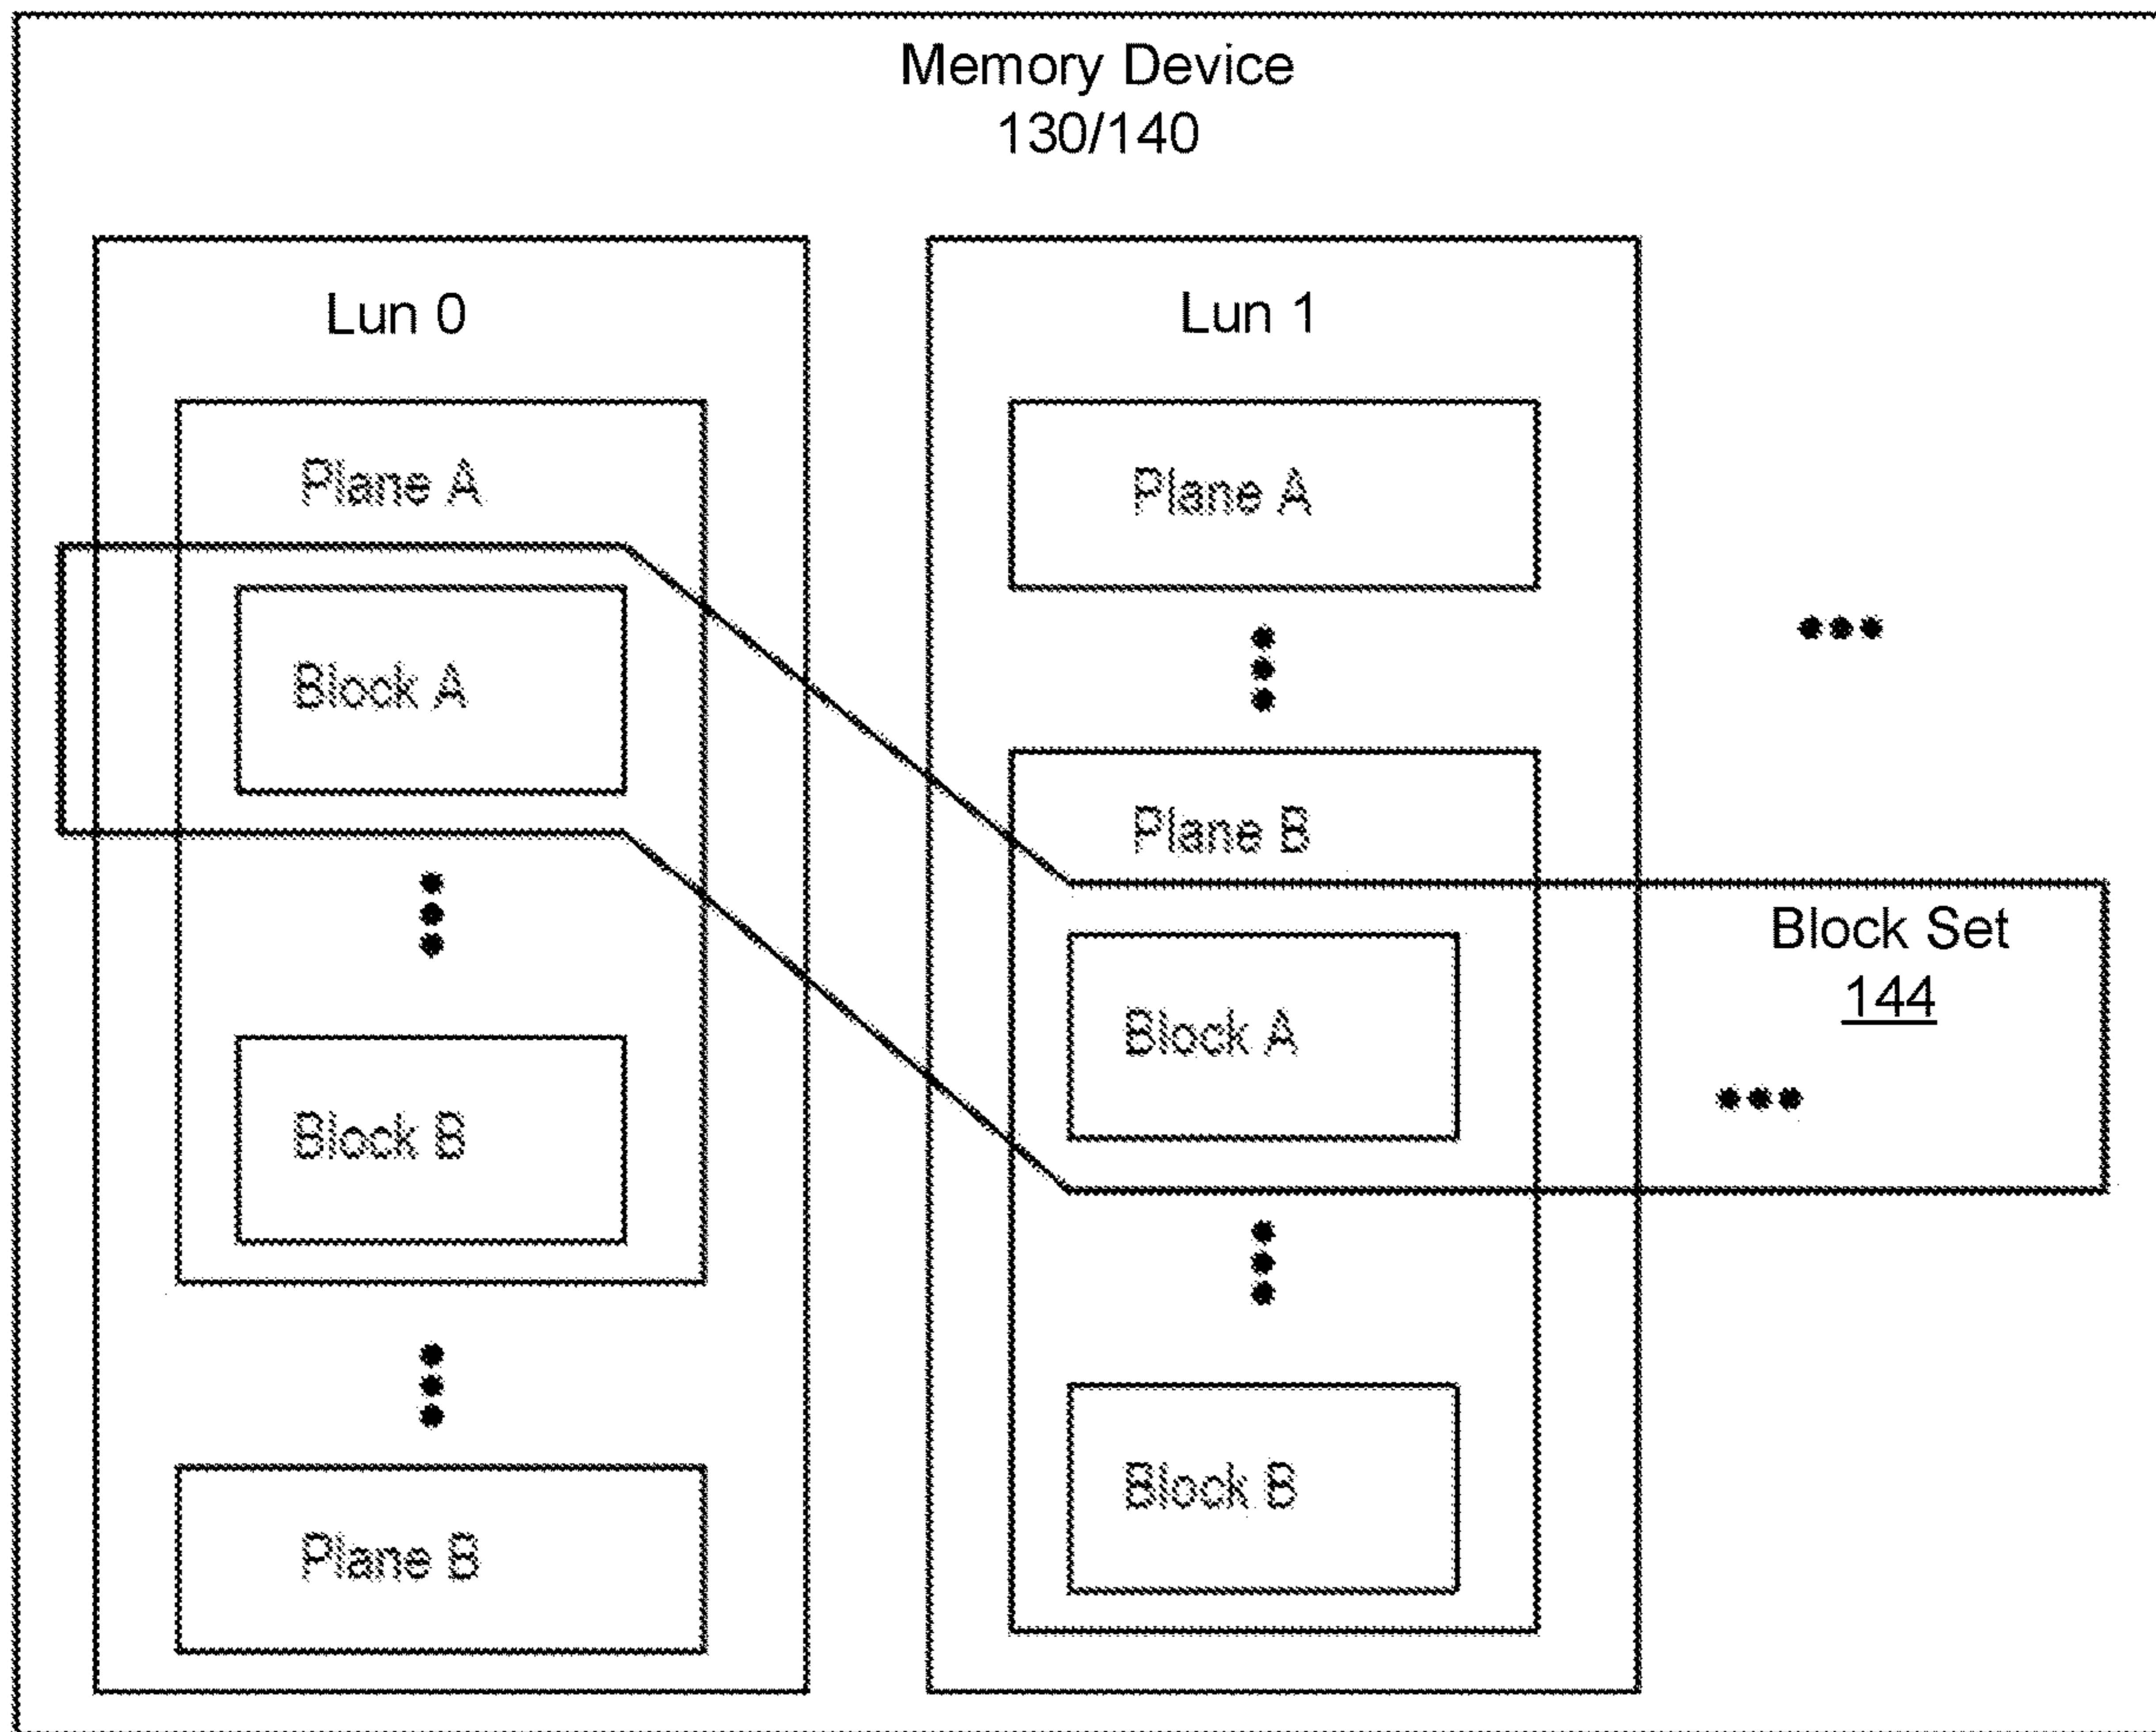 Memory Device
130/140
Lun 0
Plane A
Block A
Block B
Plane B
Lun 1
Plane A
Plane B
Block A
Block B
Block Set
144